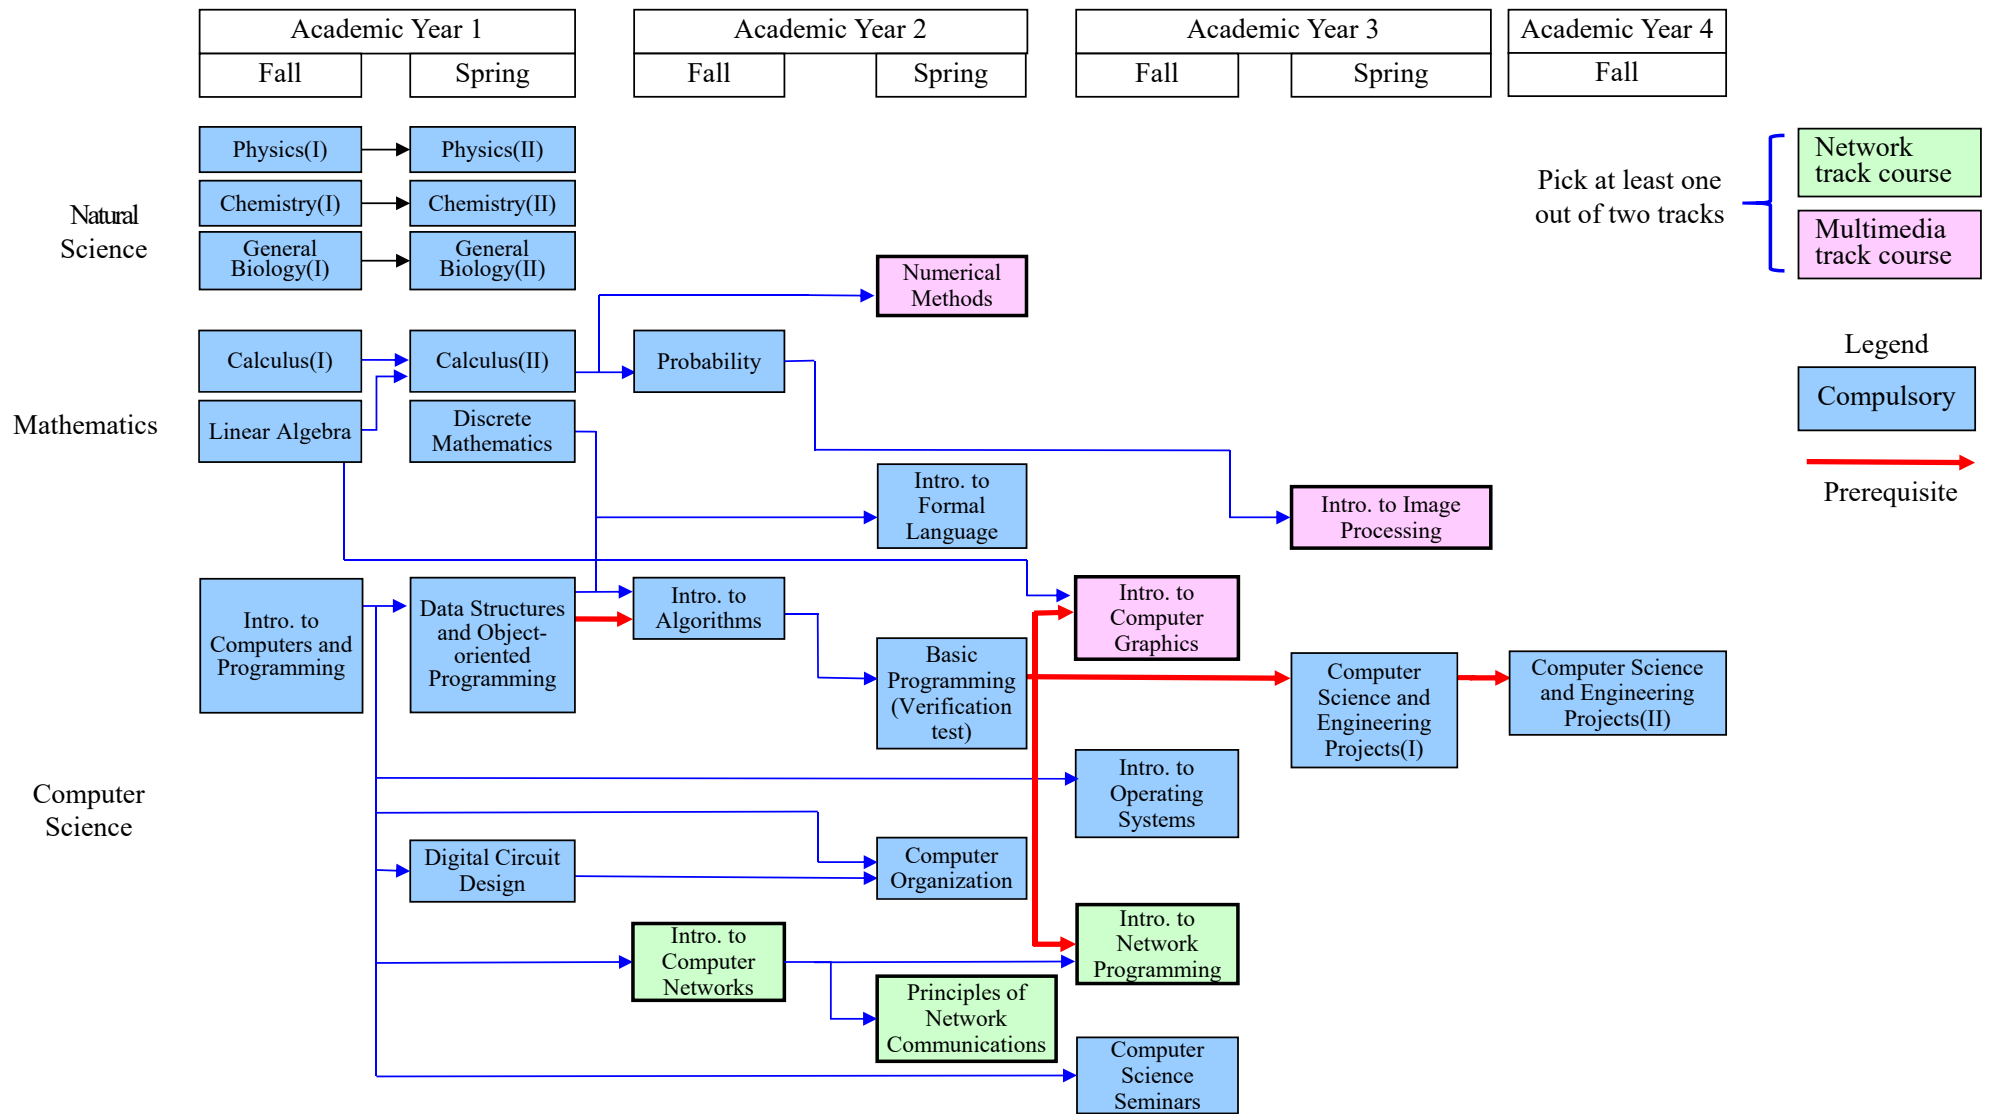 Academic Year 1
Academic Year 2
Academic Year 3
Academic Year 4
Fall
Spring
Fall
Spring
Fall
Spring
Fall
Natural
Science
Physics(I)
Physics(II)
Chemistry(I)
Chemistry(II)
General
Biology(I)
General
Biology(II)
Numerical
Methods
Pick at least one
out of two tracks
Network
track course
Multimedia
track course
Legend
Compulsory
Prerequisite
Mathematics
Calculus(I)
Calculus(II)
Probability
Linear Algebra
Discrete
Mathematics
Intro. to
Formal
Language
Intro. to Image
Processing
Computer
Science
Intro. to
Computers and
Programming
Data Structures
and Object-
oriented
Programming
Intro. to
Algorithms
Basic
Programming
(Verification
test)
Intro. to
Computer
Graphics
Computer
Science and
Engineering
Projects(I)
Computer Science
and Engineering
Projects(II)
Intro. to
Operating
Systems
Digital Circuit
Design
Computer
Organization
Intro. to
Computer
Networks
Principles of
Network
Communications
Intro. to
Network
Programming
Computer
Science
Seminars